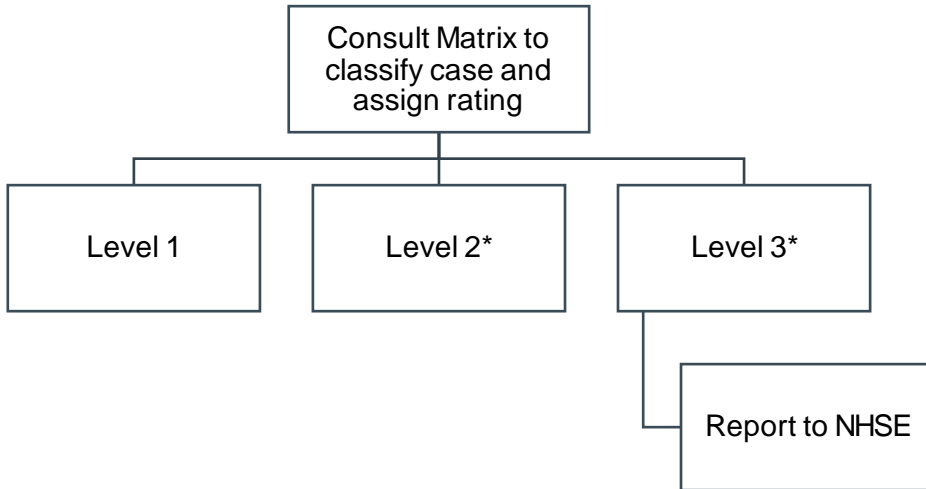 Consult Matrix to
classify case and
assign rating
Level 1
Level 2*
Level 3*
Report to NHSE